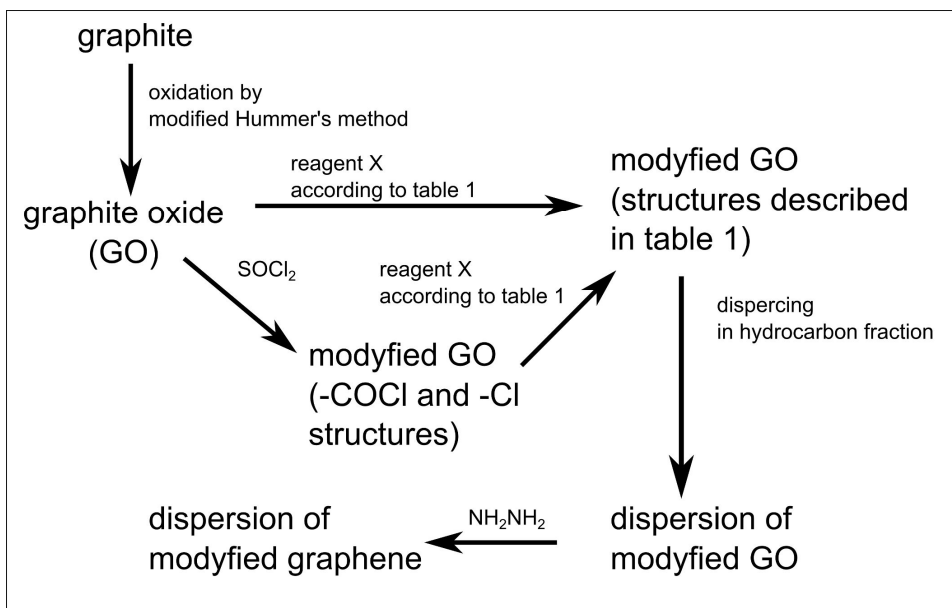 graphite
oxidation by
modified Hummer's method
reagent X
according to table 1
graphite oxide
(GO)
modyfied GO
(structures described
in table 1)
SOCl₂
reagent X
according to table 1
modyfied GO
(-COCl and -Cl
structures)
dispercing
in hydrocarbon fraction
dispersion of
modyfied GO
NH₂NH₂
dispersion of
modyfied graphene